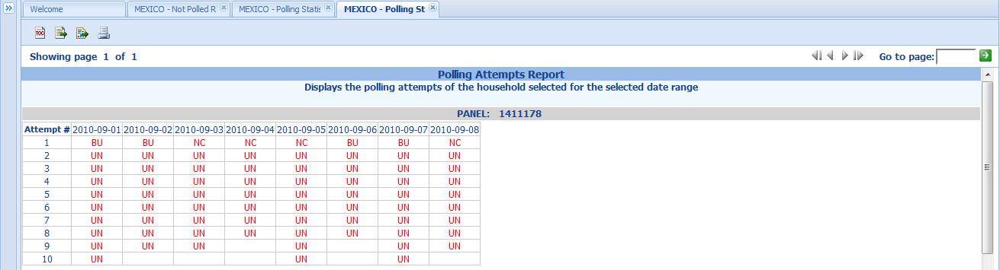 Welcome MEXICO - Not Polled R MEXICO - Polling Statis MEXICO - Polling St
TOC
Showing page 1 of 1 Go to page:
Polling Attempts Report
Displays the polling attempts of the household selected for the selected date range
PANEL: 1411178
Attempt # 2010-09-01 2010-09-02 2010-09-03 2010-09-04 2010-09-05 2010-09-06 2010-09-07 2010-09-08
1 BU BU NC NC NC BU BU NC
2 UN UN UN UN UN UN UN UN
3 UN UN UN UN UN UN UN UN
4 UN UN UN UN UN UN UN UN
5 UN UN UN UN UN UN UN UN
6 UN UN UN UN UN UN UN UN
7 UN UN UN UN UN UN UN UN
8 UN UN UN UN UN UN UN UN
9 UN UN UN UN UN UN
10 UN UN UN